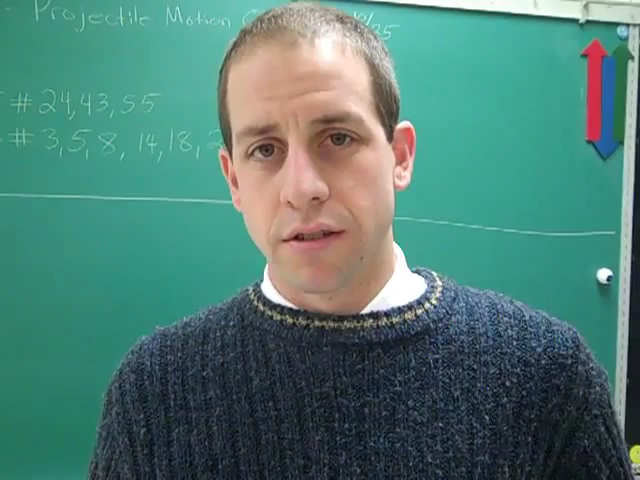 Projectile Motion
# 24, 43, 55
# 3, 5, 8, 14, 18,